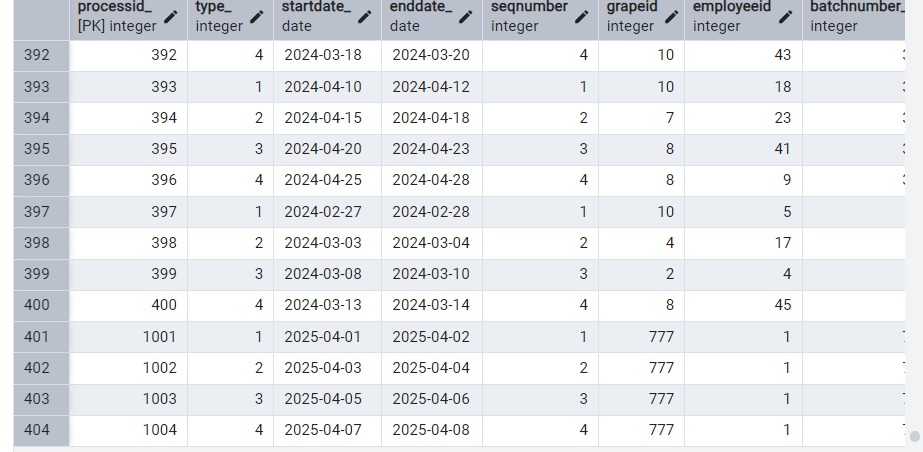 processid_ type_ startdate_ enddate_ seqnumber grapeid employeeid batchnumber_
[PK] integer integer date date integer integer integer integer
392 392 4 2024-03-18 2024-03-20 4 10 43
393 393 1 2024-04-10 2024-04-12 1 10 18
394 394 2 2024-04-15 2024-04-18 2 7 23
395 395 3 2024-04-20 2024-04-23 3 8 41
396 396 4 2024-04-25 2024-04-28 4 8 9
397 397 1 2024-02-27 2024-02-28 1 10 5
398 398 2 2024-03-03 2024-03-04 2 4 17
399 399 3 2024-03-08 2024-03-10 3 2 4
400 400 4 2024-03-13 2024-03-14 4 8 45
401 1001 1 2025-04-01 2025-04-02 1 777 1
402 1002 2 2025-04-03 2025-04-04 2 777 1
403 1003 3 2025-04-05 2025-04-06 3 777 1
404 1004 4 2025-04-07 2025-04-08 4 777 1